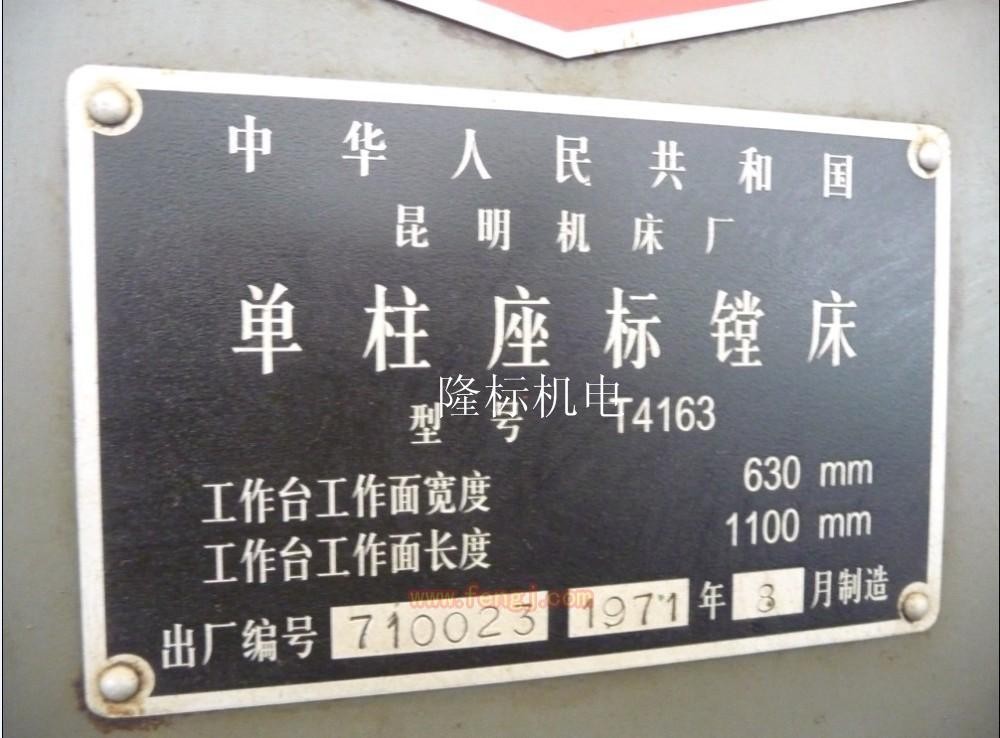 中华人民共和国
昆明机床厂
单柱座标镗床
隆标机电
型号 T4163
工作台工作面宽度 630 mm
工作台工作面长度 1100 mm
www.fengj.com
出厂编号 710023 1971 年 8 月制造